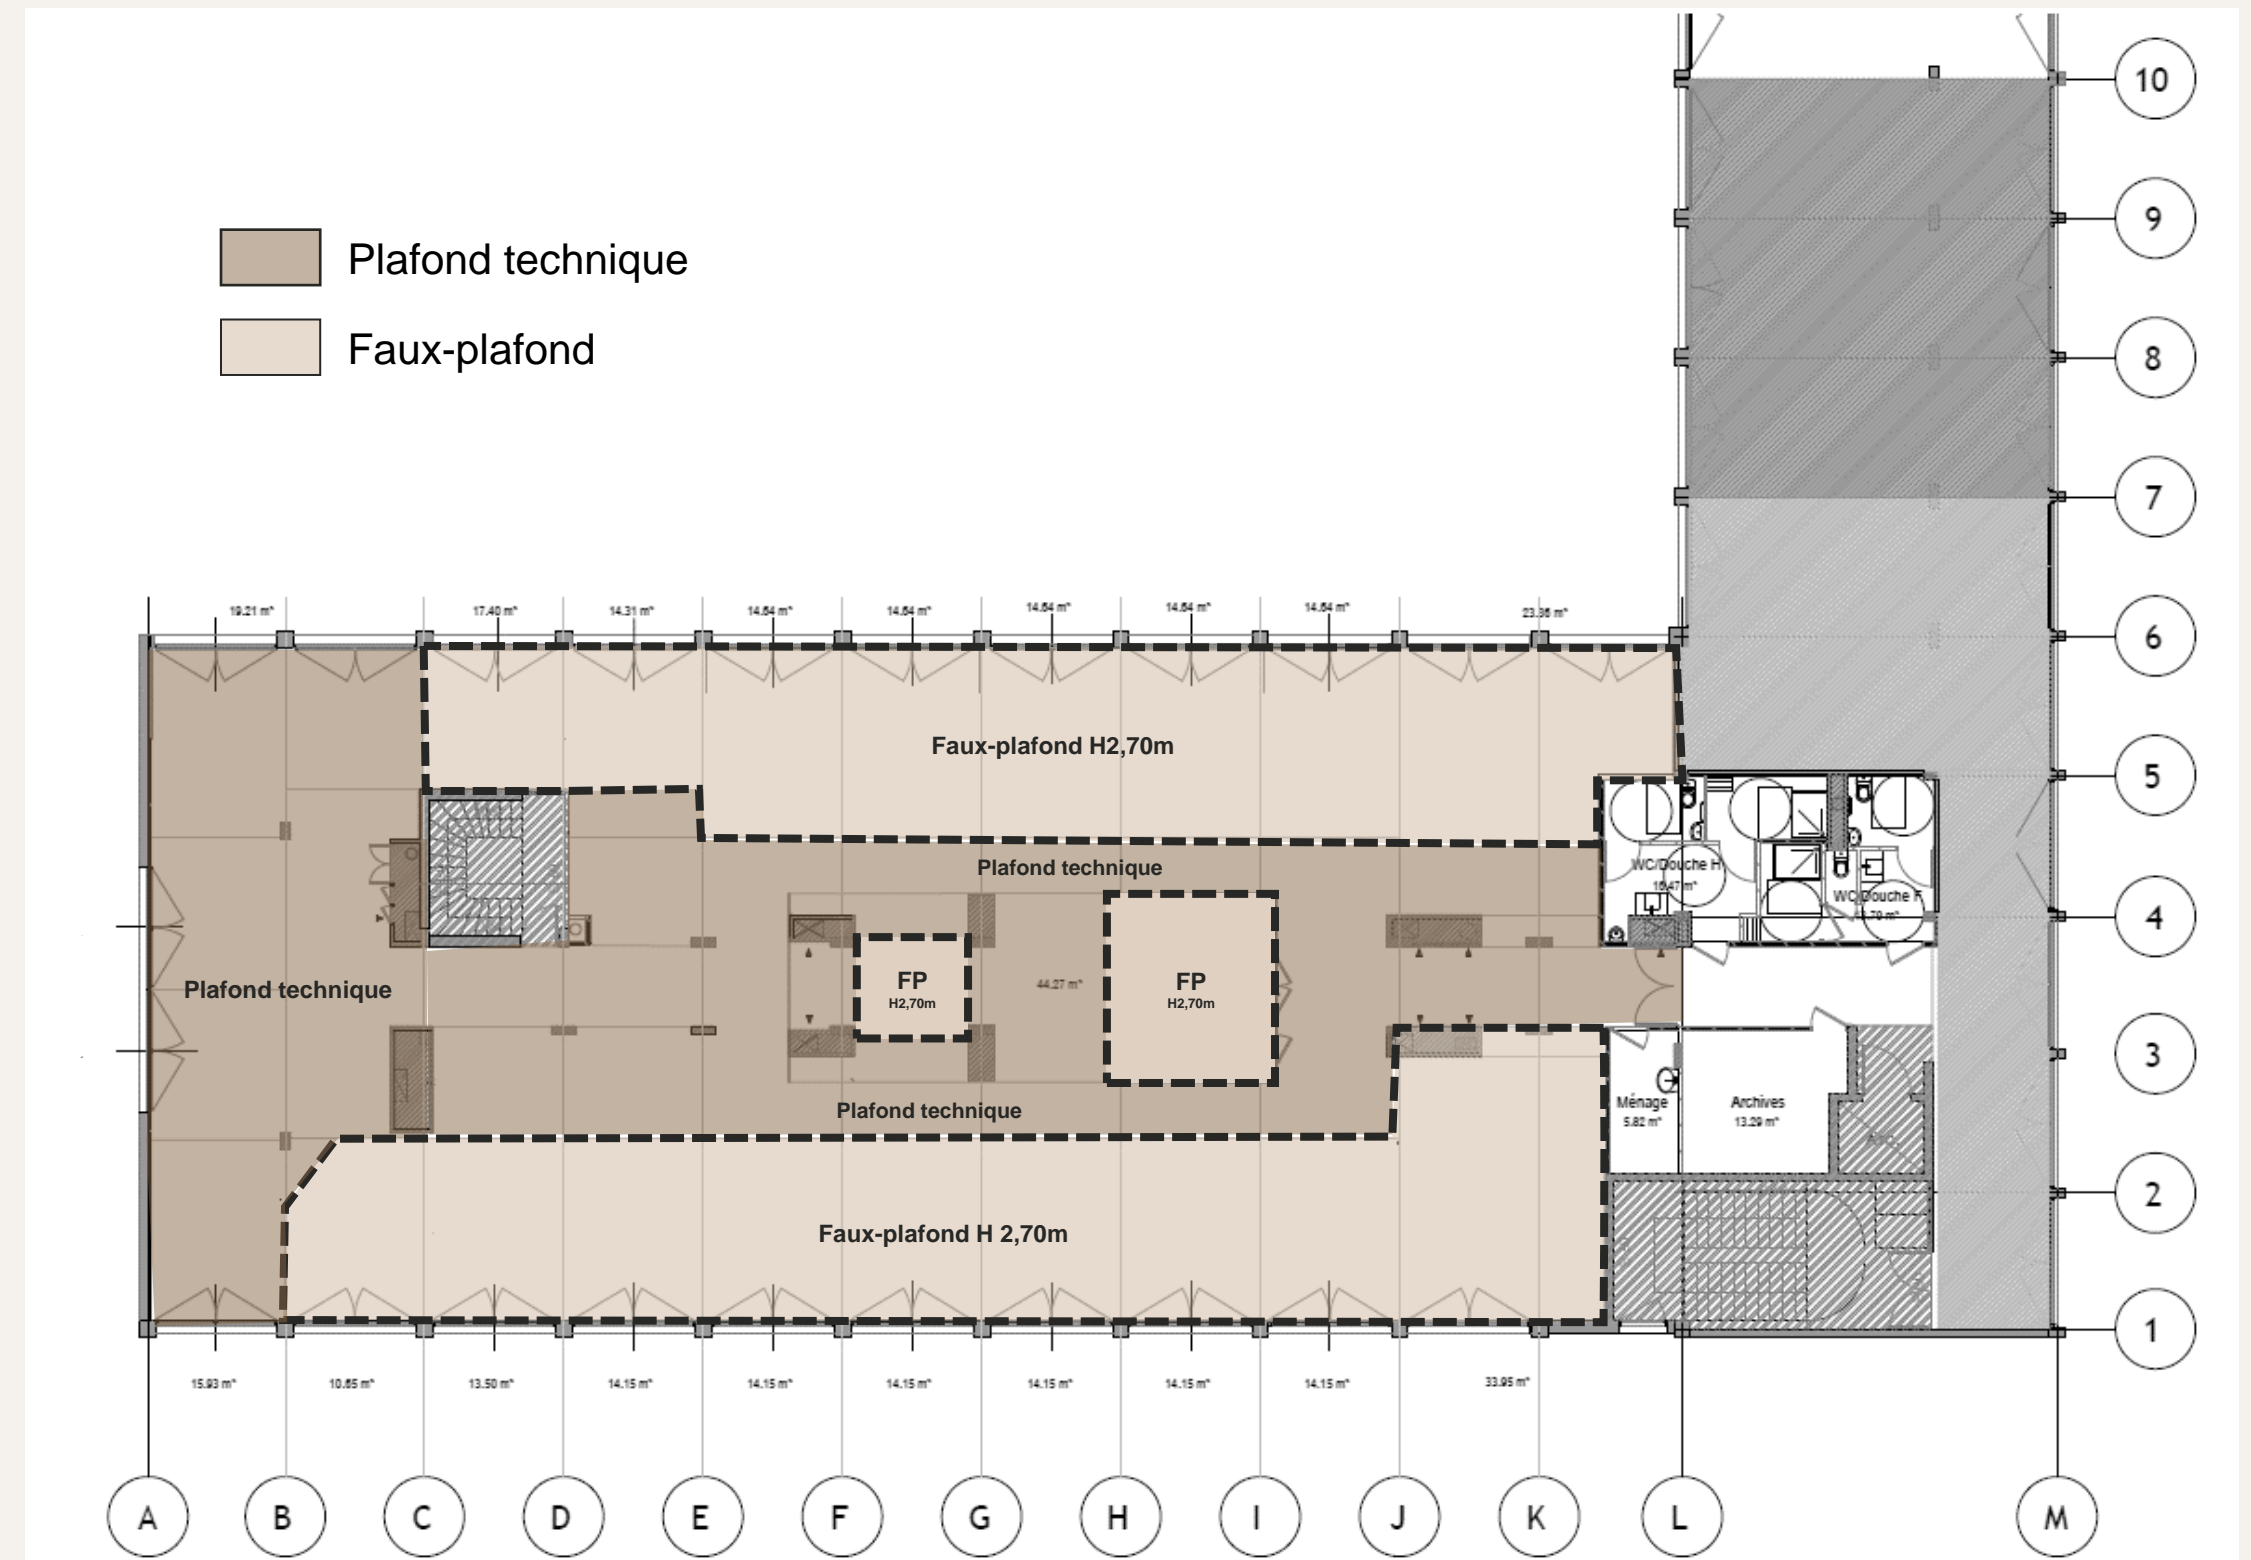 10
9
Plafond technique
Faux-plafond
8
7
6
19.21 m²
17.40 m²
14.31 m²
14.64 m²
14.64 m²
14.64 m²
14.64 m²
14.64 m²
23.36 m²
Faux-plafond H2,70m
5
Plafond technique
WC/Douche H
WC/Douche F
4
Plafond technique
FP
H2,70m
44.27 m²
FP
H2,70m
3
Ménage
5.82 m²
Archives
13.29 m²
Plafond technique
2
Faux-plafond H 2,70m
1
15.93 m²
10.65 m²
13.50 m²
14.15 m²
14.15 m²
14.15 m²
14.15 m²
14.15 m²
14.15 m²
33.95 m²
A
B
C
D
E
F
G
H
I
J
K
L
M